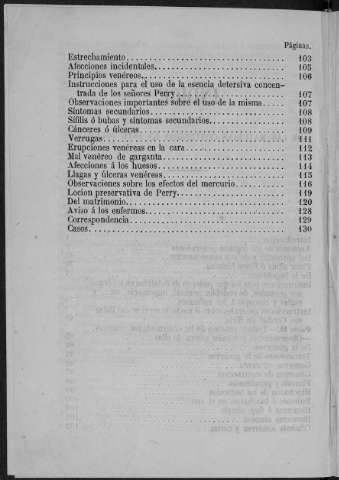 Páginas.
Estrechamiento........................................ 103
Afecciones incidentales............................... 105
Principios venéreos................................... 106
Instrucciones para el uso de la esencia detersiva concen-
trada de los señores Perry............................ 107
Observaciones importantes sobre el uso de la misma..... 107
Síntomas secundarios.................................. 108
Sífilis ó bubas y síntomas secundarios................ 108
Cánceres ó úlceras.................................... 109
Verrugas.............................................. 111
Erupciones venéreas en la cara........................ 112
Mal venéreo de garganta............................... 113
Afecciones á los huesos............................... 114
Llagas y úlceras venéreas............................. 115
Observaciones sobre los efectos del mercurio.......... 116
Locion preservativa de Perry.......................... 119
Del matrimonio........................................ 120
Aviso á los enfermos.................................. 128
Correspondencia....................................... 129
Casos................................................. 130